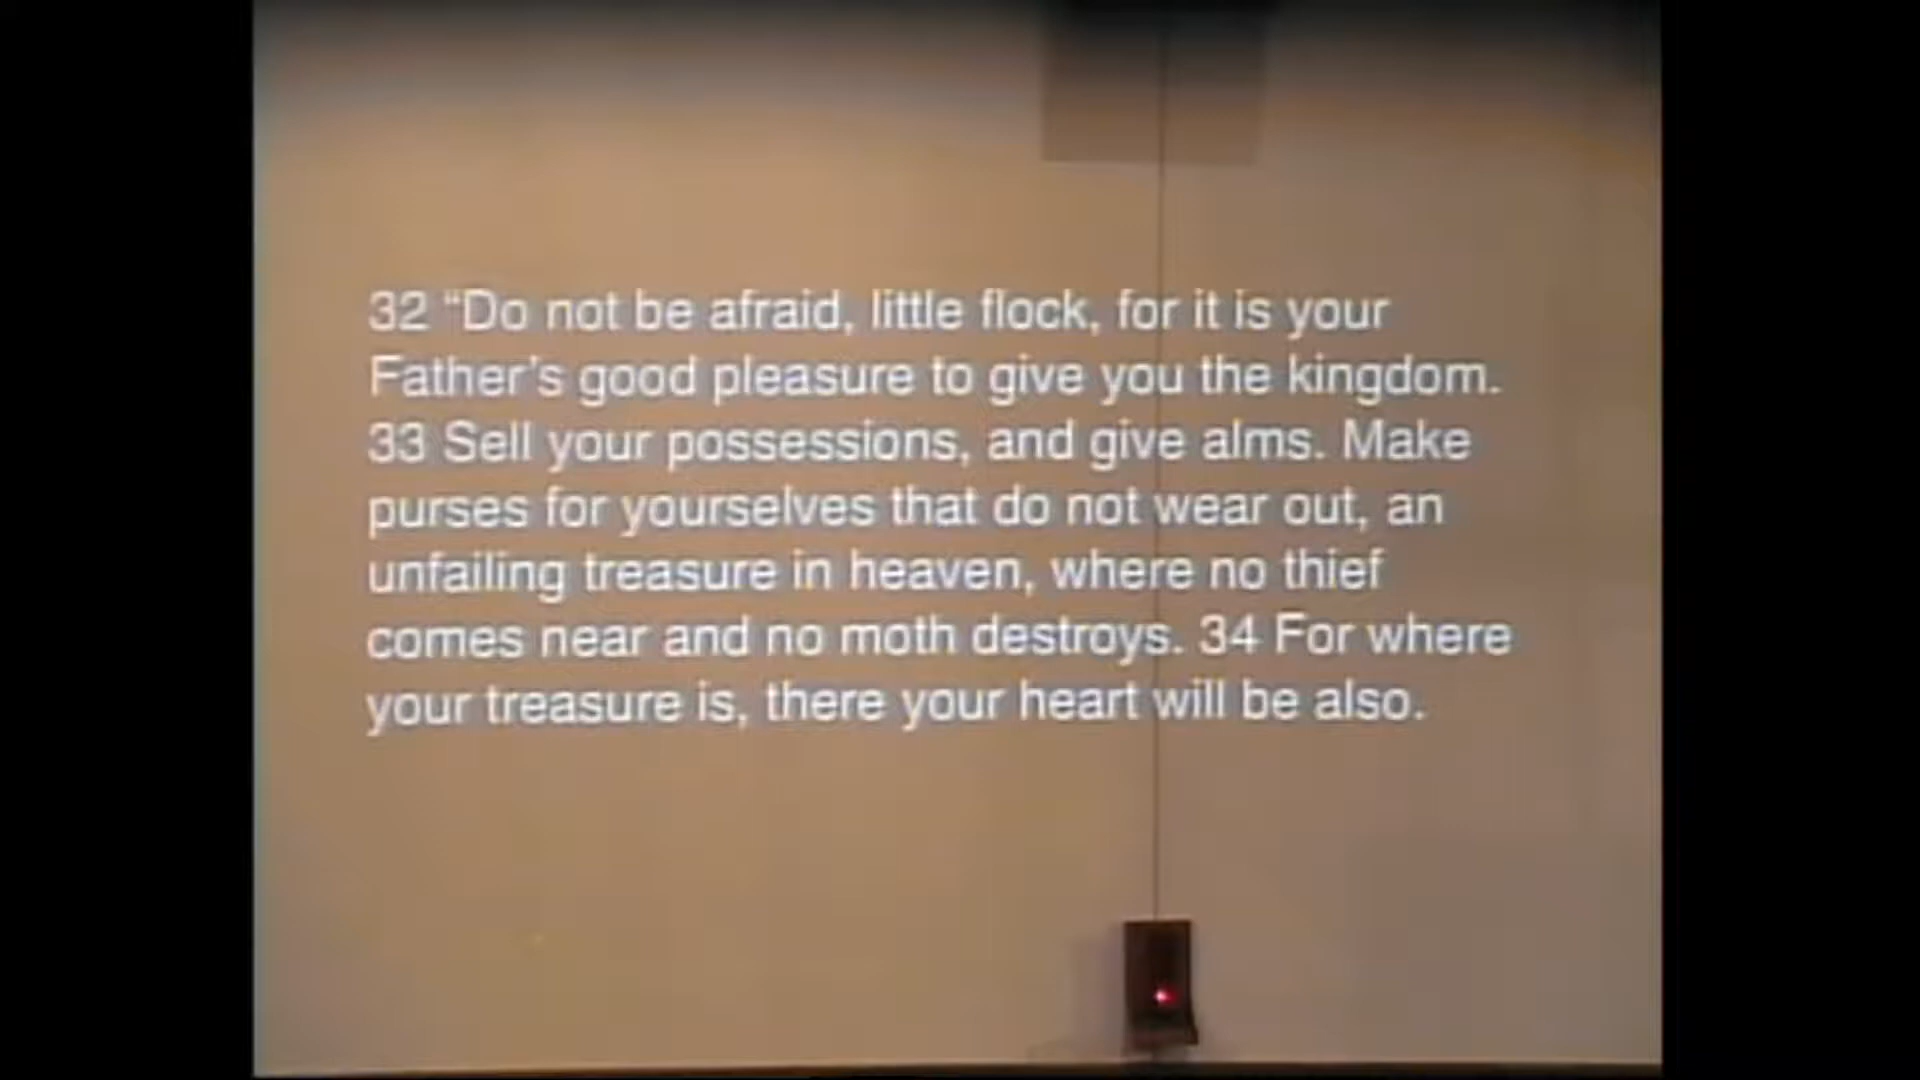 32 “Do not be afraid, little flock, for it is your
Father’s good pleasure to give you the kingdom.
33 Sell your possessions, and give alms. Make
purses for yourselves that do not wear out, an
unfailing treasure in heaven, where no thief
comes near and no moth destroys. 34 For where
your treasure is, there your heart will be also.